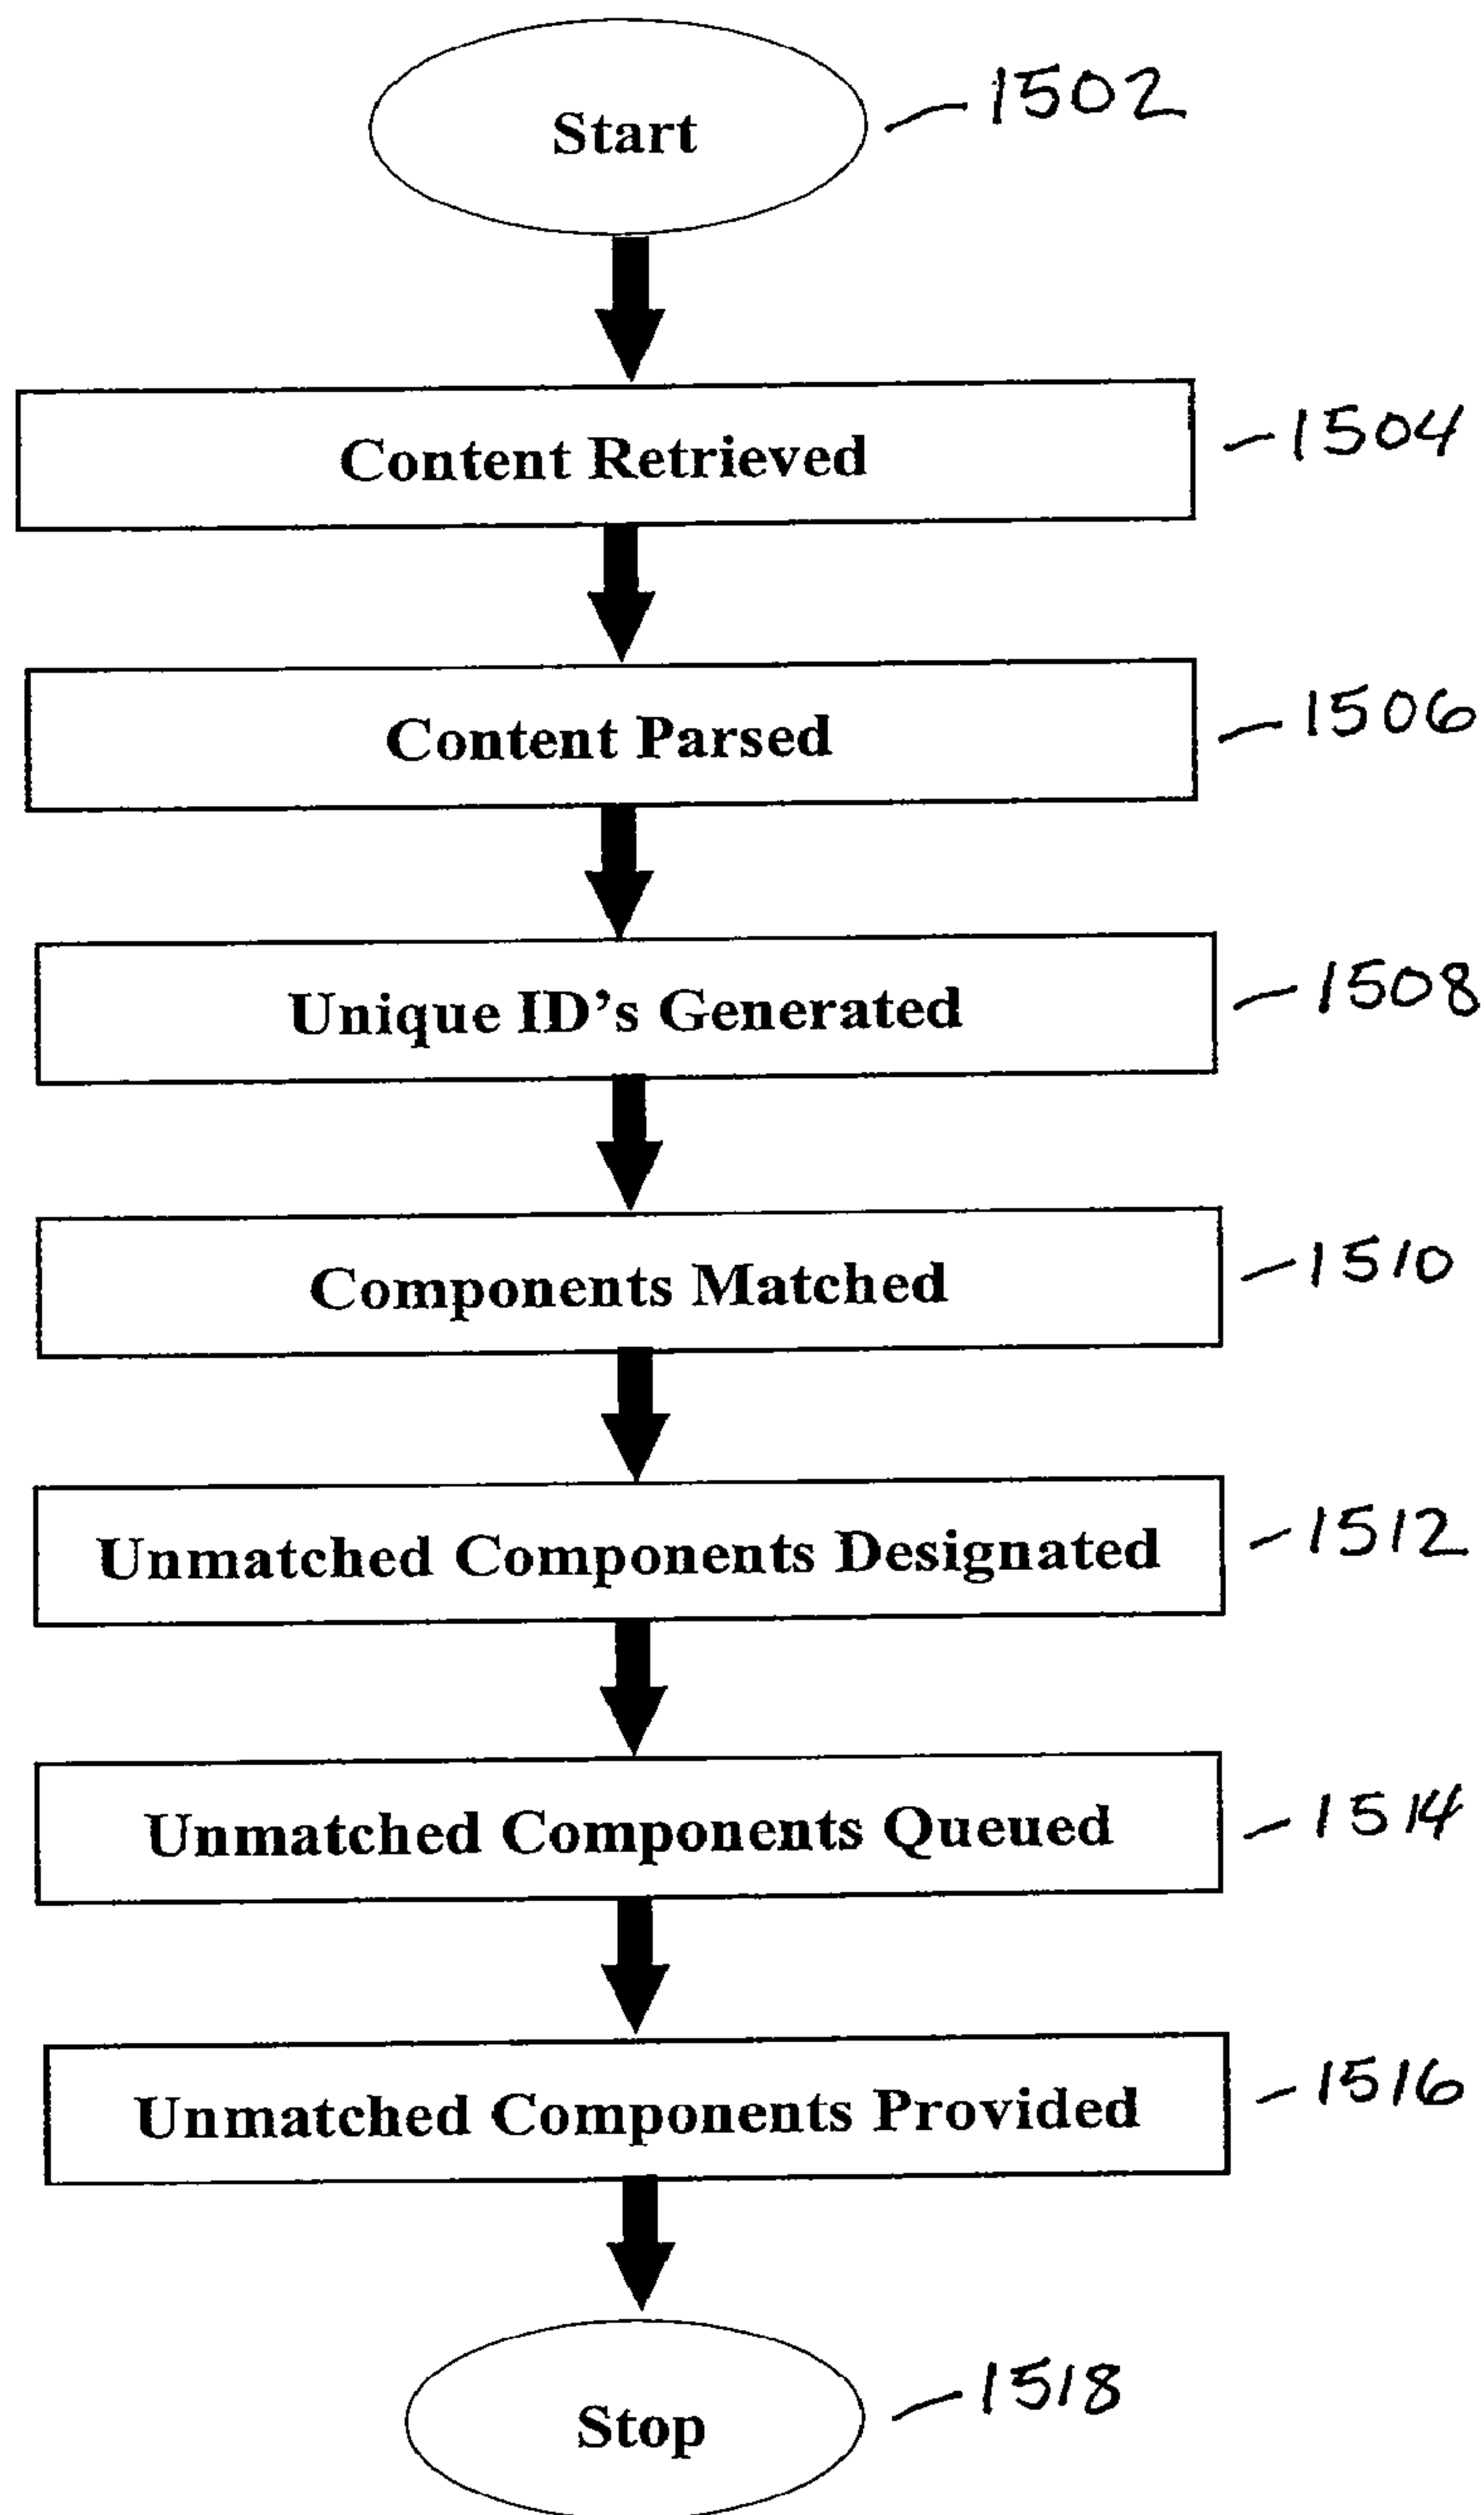 Start 1502
Content Retrieved 1504
Content Parsed 1506
Unique ID's Generated 1508
Components Matched 1510
Unmatched Components Designated 1512
Unmatched Components Queued 1514
Unmatched Components Provided 1516
Stop 1518